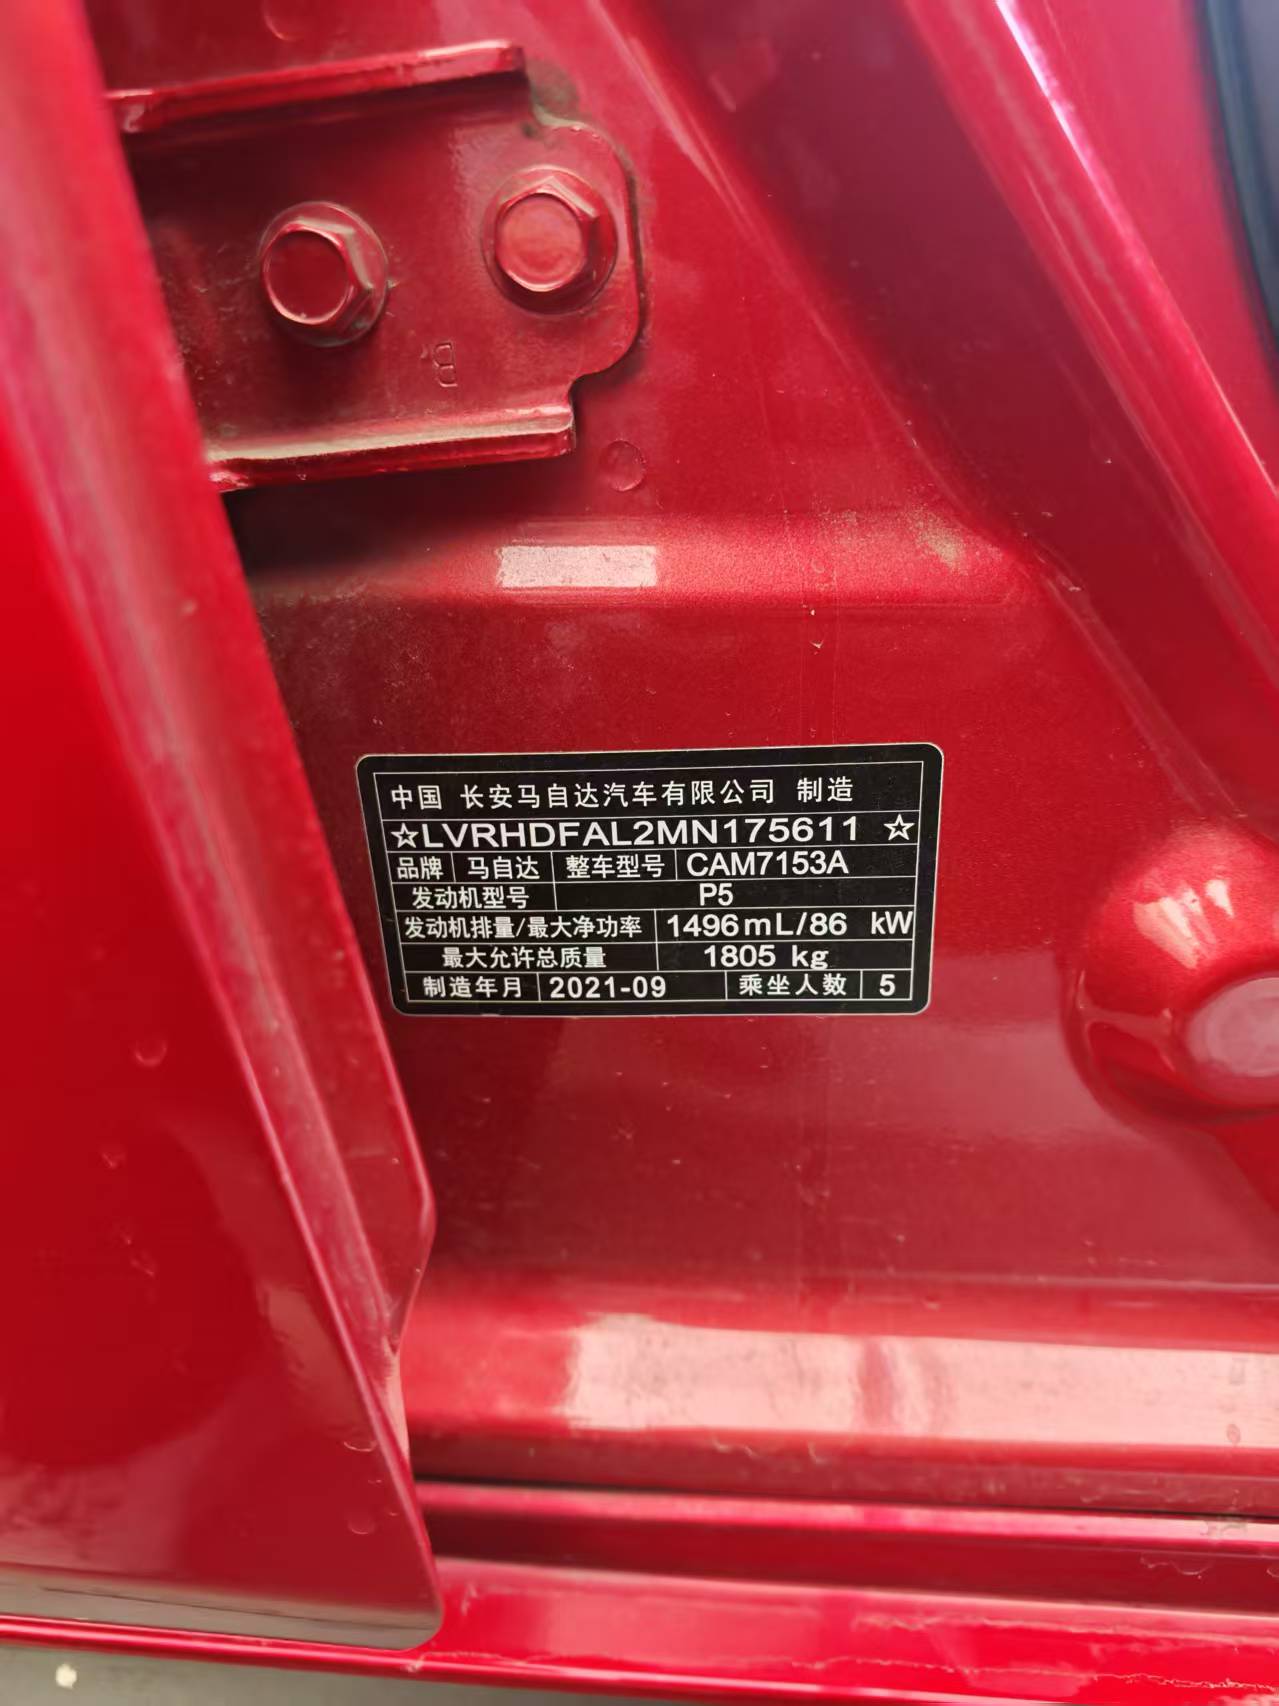 B
中国 长安马自达汽车有限公司 制造
☆LVRHDFAL2MN175611☆
品牌 马自达 整车型号 CAM7153A
发动机型号 P5
发动机排量/最大净功率 1496mL/86 kW
最大允许总质量 1805 kg
制造年月 2021-09 乘坐人数 5